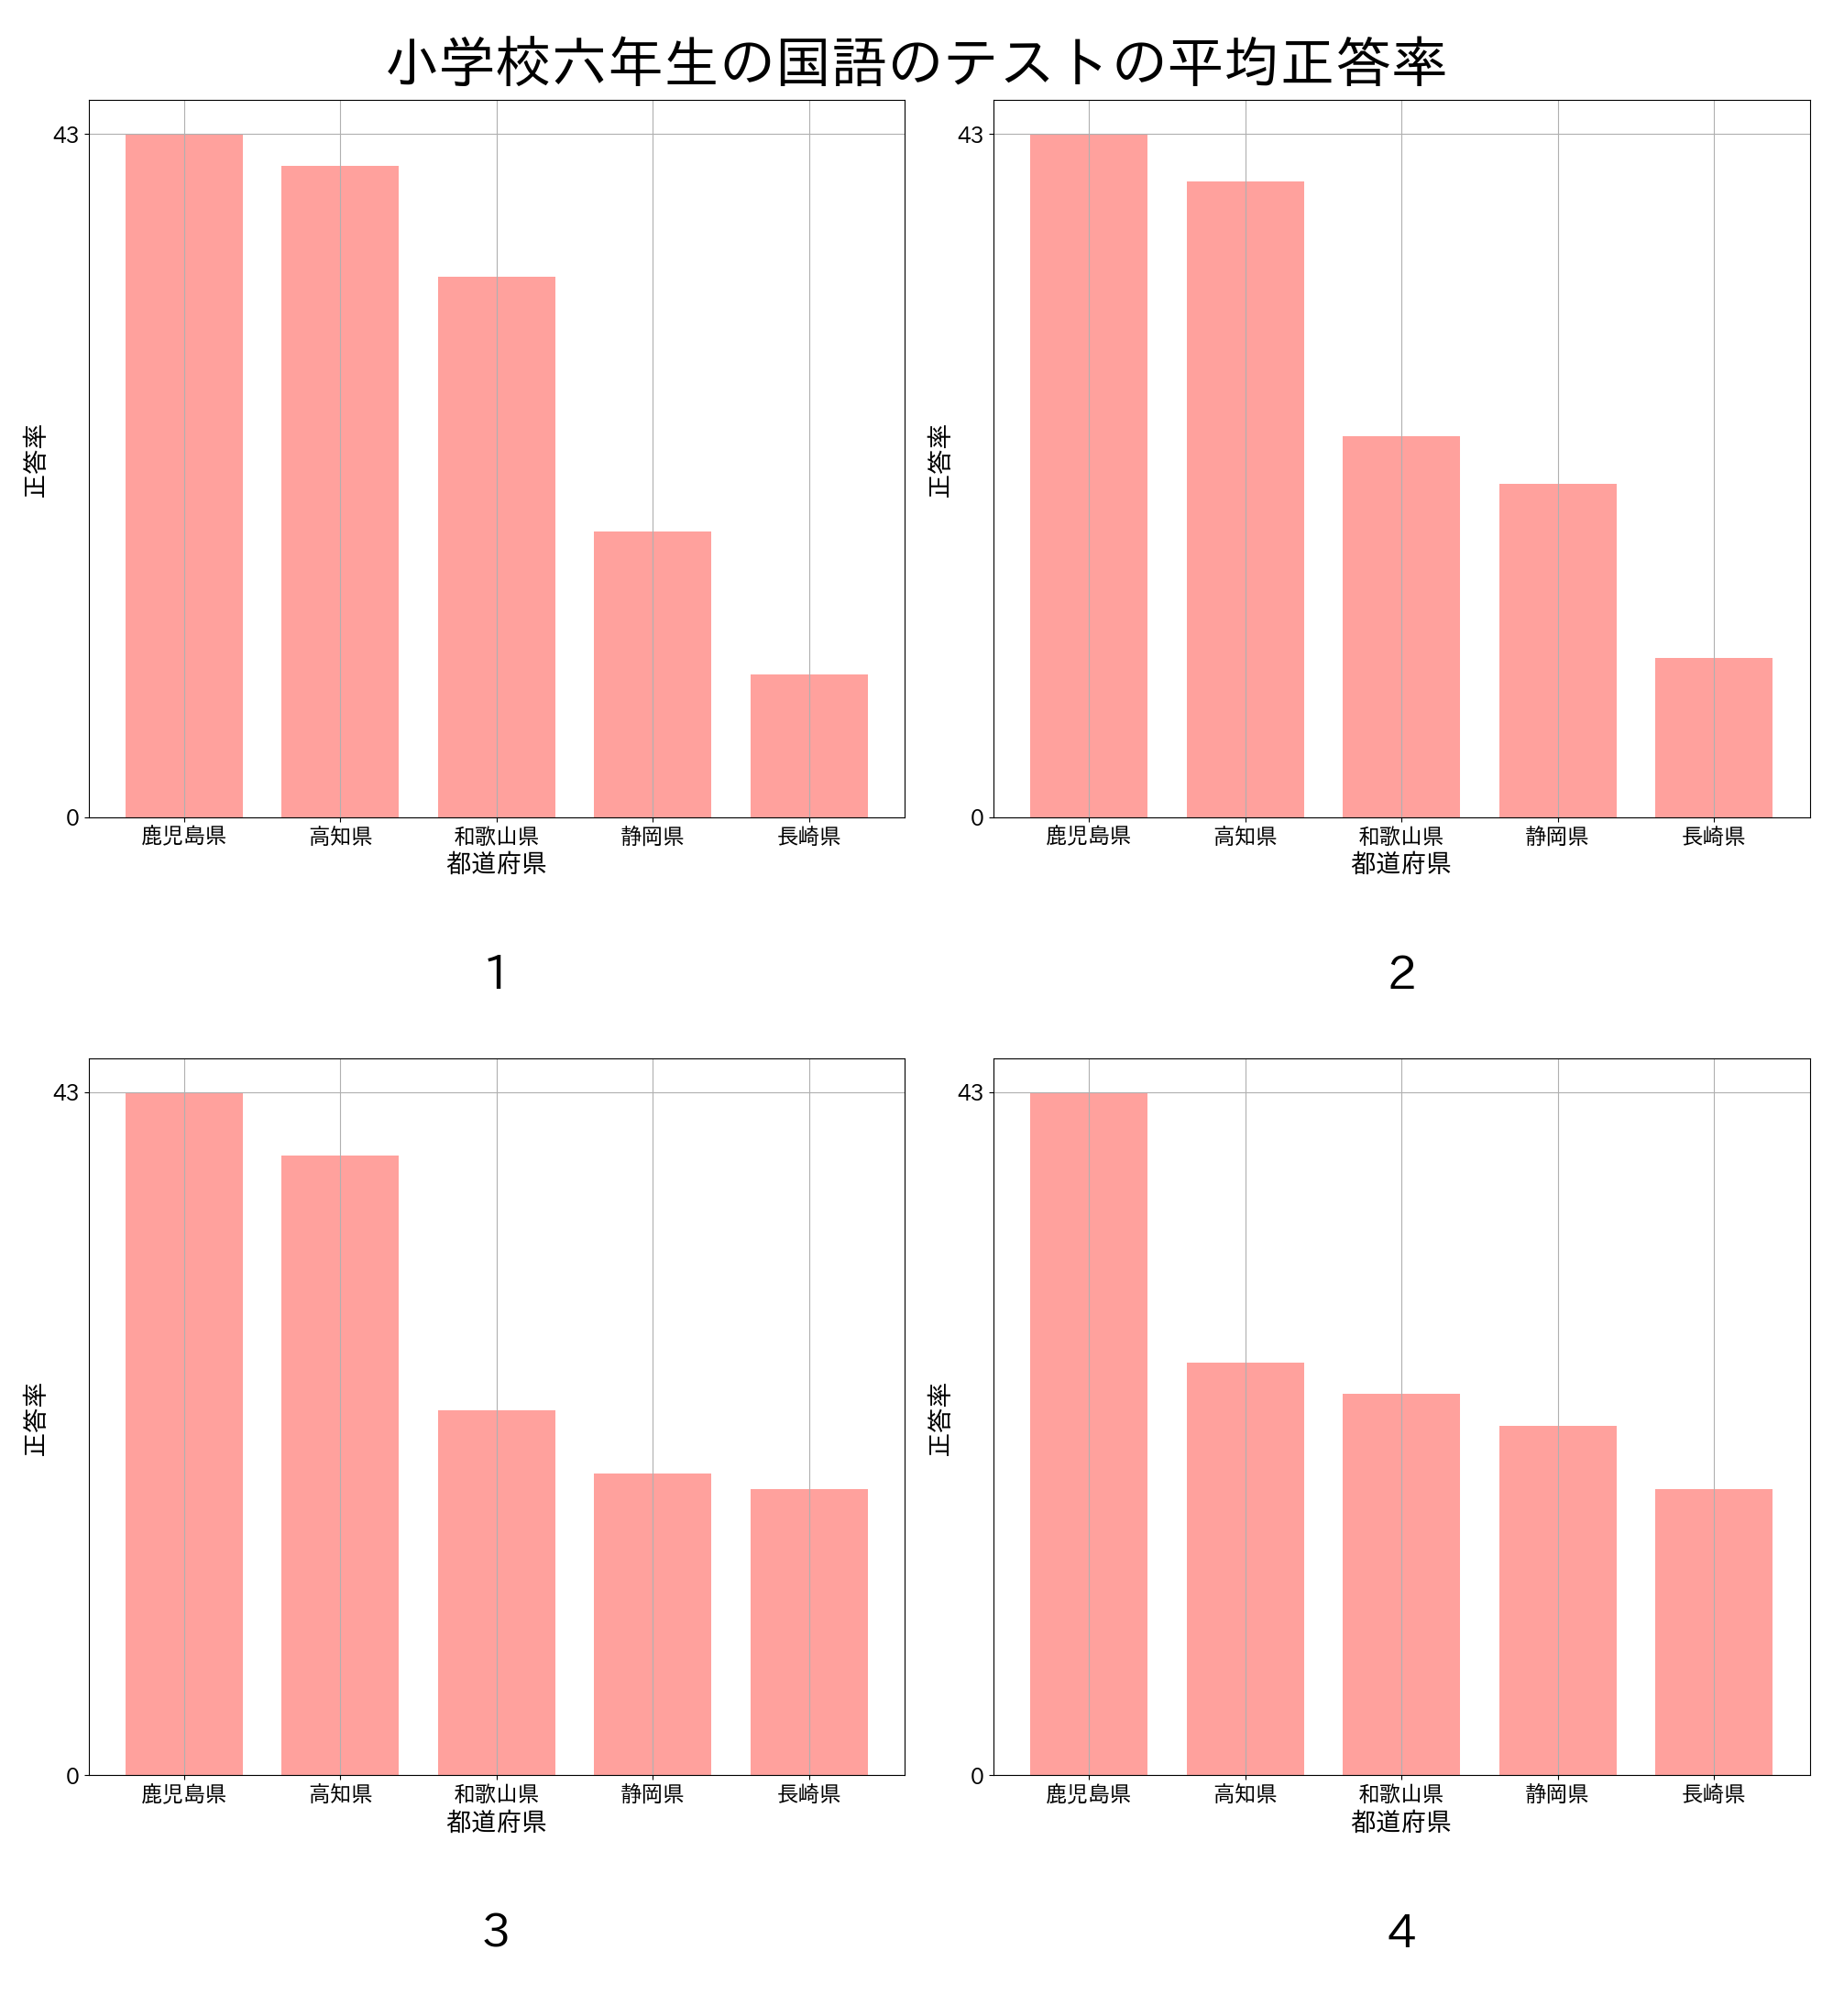 小学校六年生の国語のテストの平均正答率
43
0
正答率
鹿児島県 高知県 和歌山県 静岡県 長崎県
都道府県
1
43
0
正答率
鹿児島県 高知県 和歌山県 静岡県 長崎県
都道府県
2
43
0
正答率
鹿児島県 高知県 和歌山県 静岡県 長崎県
都道府県
3
43
0
正答率
鹿児島県 高知県 和歌山県 静岡県 長崎県
都道府県
4